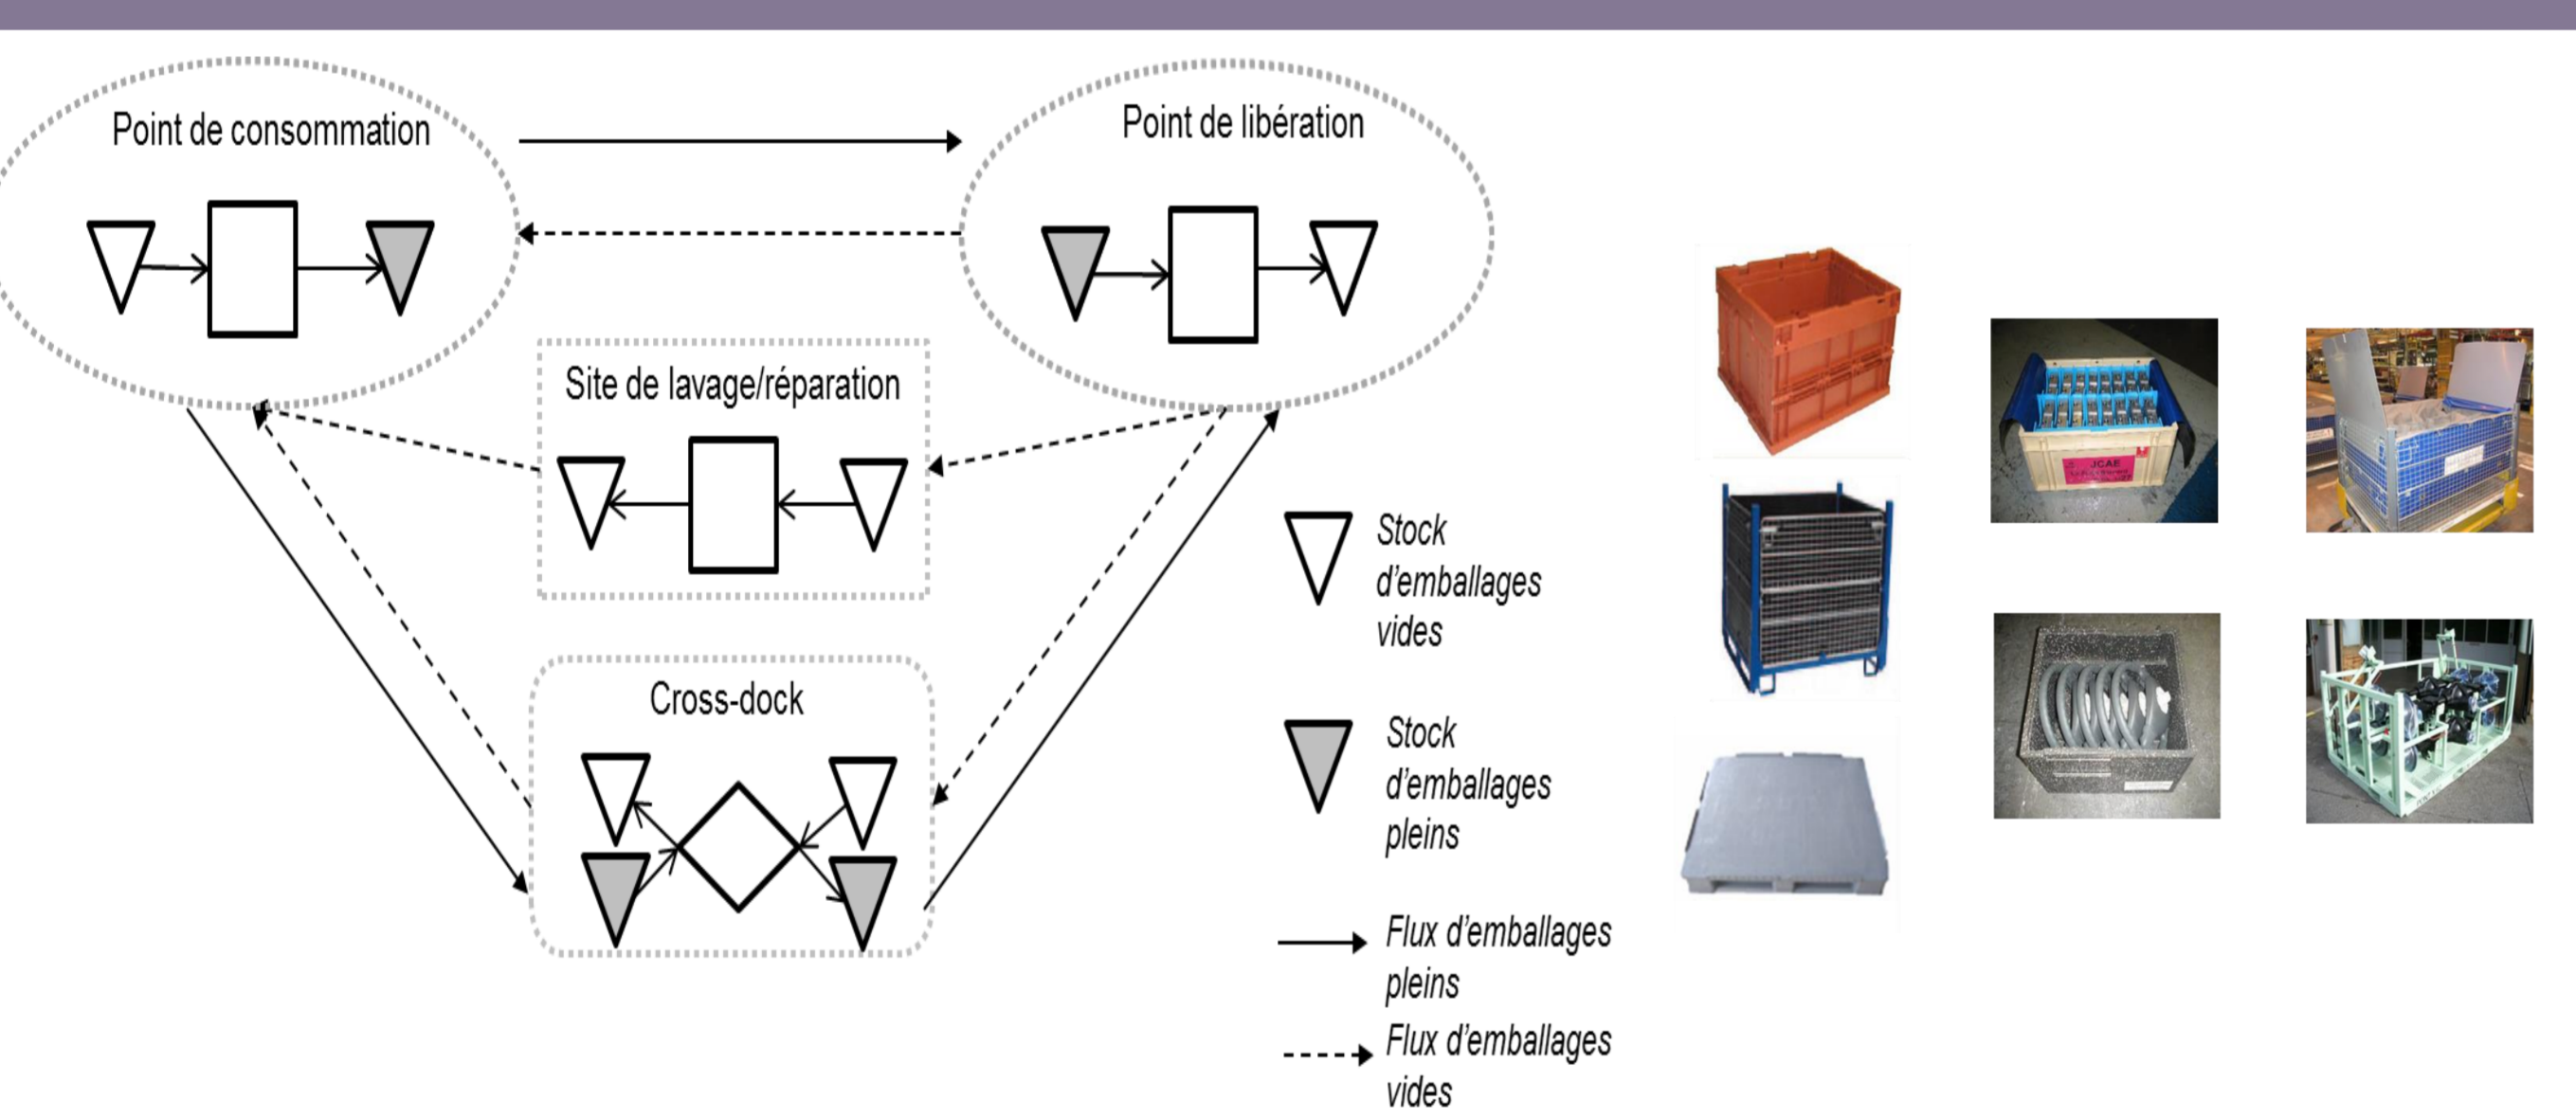 Point de consommation
Point de libération
Site de lavage/réparation
Cross-dock
Stock
d'emballages
vides
Stock
d'emballages
pleins
Flux d'emballages
pleins
Flux d'emballages
vides
JCAE